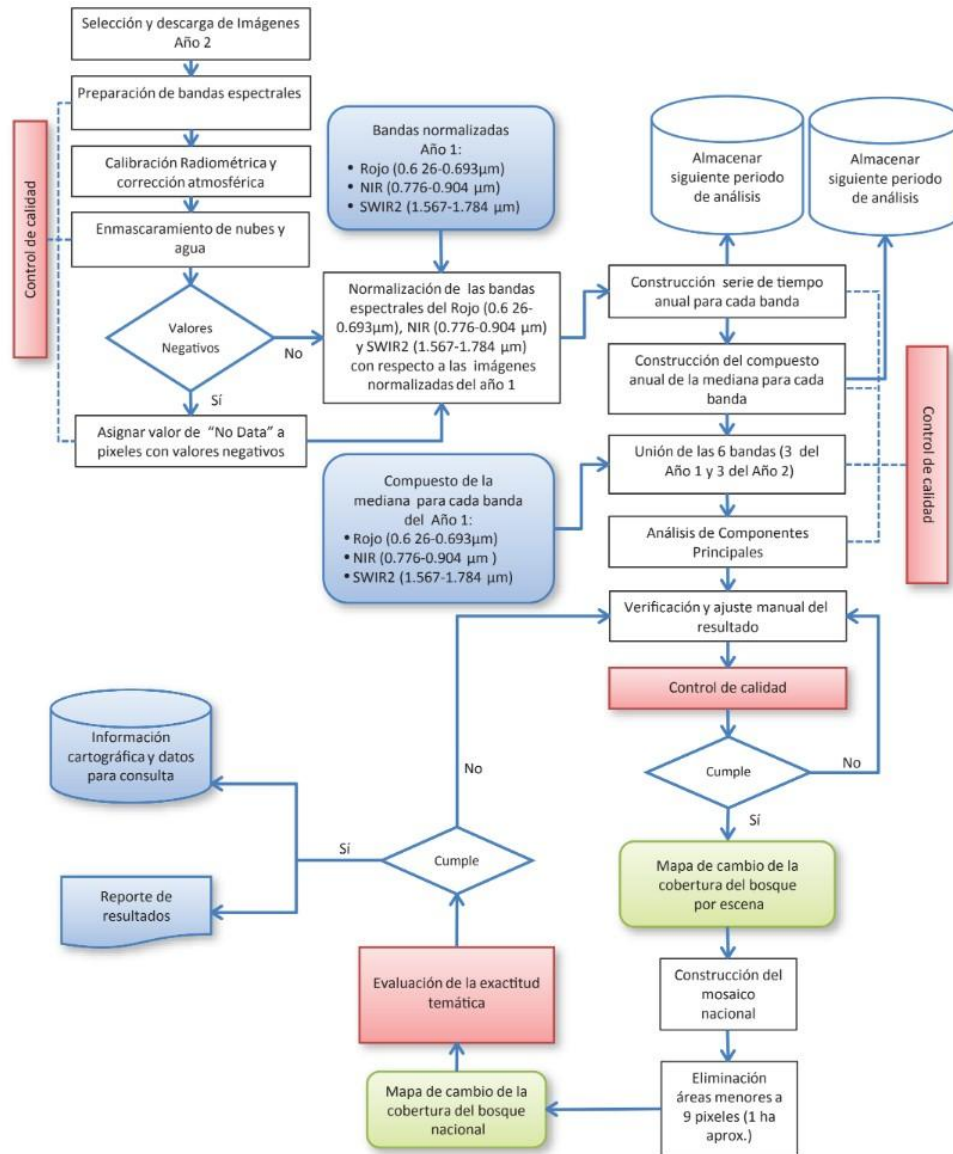 Selección y descarga de Imágenes
Año 2
Preparación de bandas espectrales
Calibración Radiométrica y
corrección atmosférica
Enmascaramiento de nubes y
agua
Control de calidad
Valores
Negativos
No
Sí
Asignar valor de “No Data” a
pixeles con valores negativos
Bandas normalizadas
Año 1:
• Rojo (0.6 26-0.693µm)
• NIR (0.776-0.904 µm)
• SWIR2 (1.567-1.784 µm)
Normalización de las bandas
espectrales del Rojo (0.6 26-
0.693µm), NIR (0.776-0.904 µm)
y SWIR2 (1.567-1.784 µm)
con respecto a las imágenes
normalizadas del año 1
Almacenar
siguiente periodo
de análisis
Almacenar
siguiente periodo
de análisis
Construcción serie de tiempo
anual para cada banda
Construcción del compuesto
anual de la mediana para cada
banda
Unión de las 6 bandas (3 del
Año 1 y 3 del Año 2)
Análisis de Componentes
Principales
Control de calidad
Compuesto de la
mediana para cada banda
del Año 1:
• Rojo (0.6 26-0.693µm)
• NIR (0.776-0.904 µm )
• SWIR2 (1.567-1.784 µm)
Verificación y ajuste manual del
resultado
Control de calidad
Cumple
No
Sí
Mapa de cambio de la
cobertura del bosque
por escena
Construcción del
mosaico
nacional
Eliminación
áreas menores a
9 pixeles (1 ha
aprox.)
Mapa de cambio de la
cobertura del bosque
nacional
Evaluación de la exactitud
temática
Cumple
No
Sí
Información
cartográfica y datos
para consulta
Reporte de
resultados